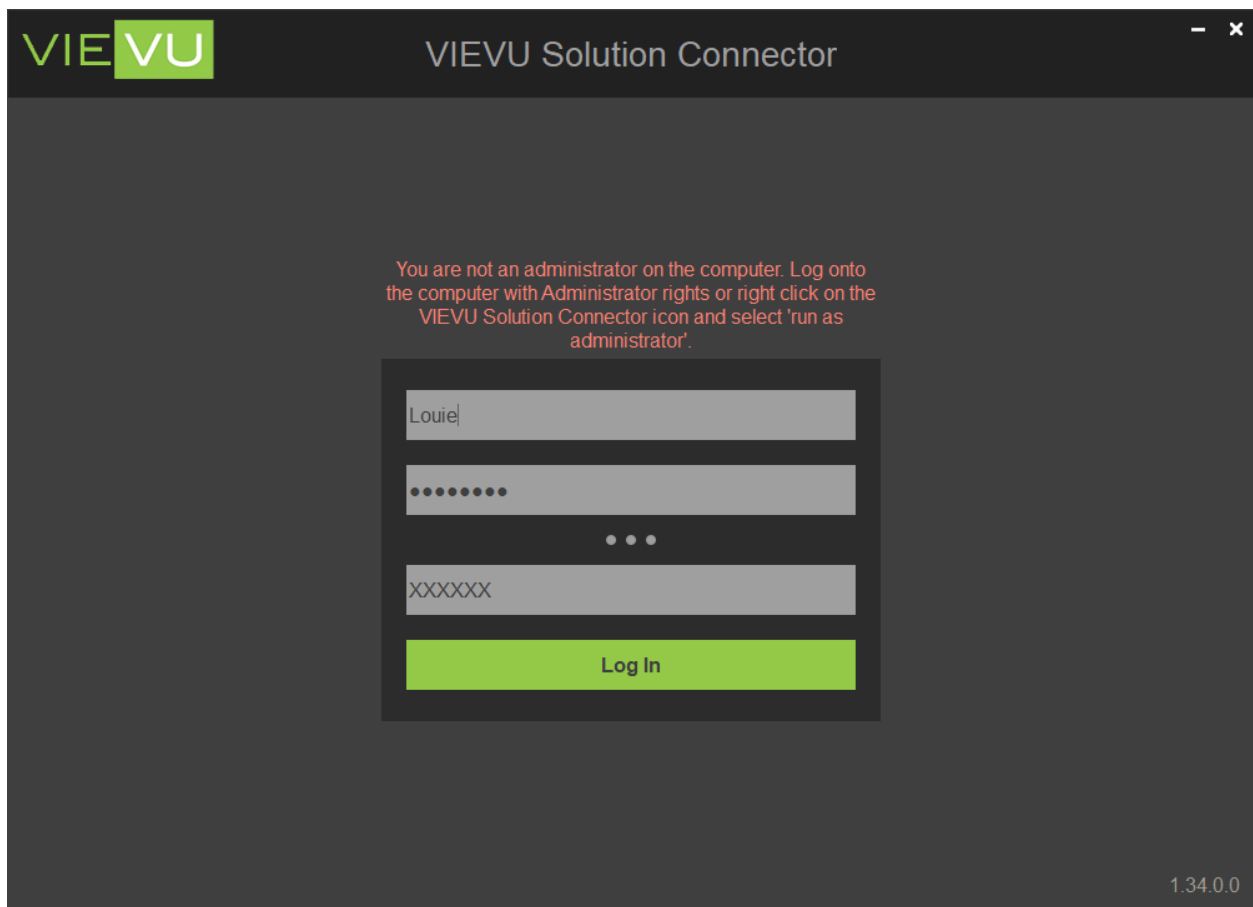 VIEVU
VIEVU Solution Connector
You are not an administrator on the computer. Log onto
the computer with Administrator rights or right click on the
VIEVU Solution Connector icon and select 'run as
administrator'.
Louie
●●●●●●●●
XXXXXX
Log In
1.34.0.0